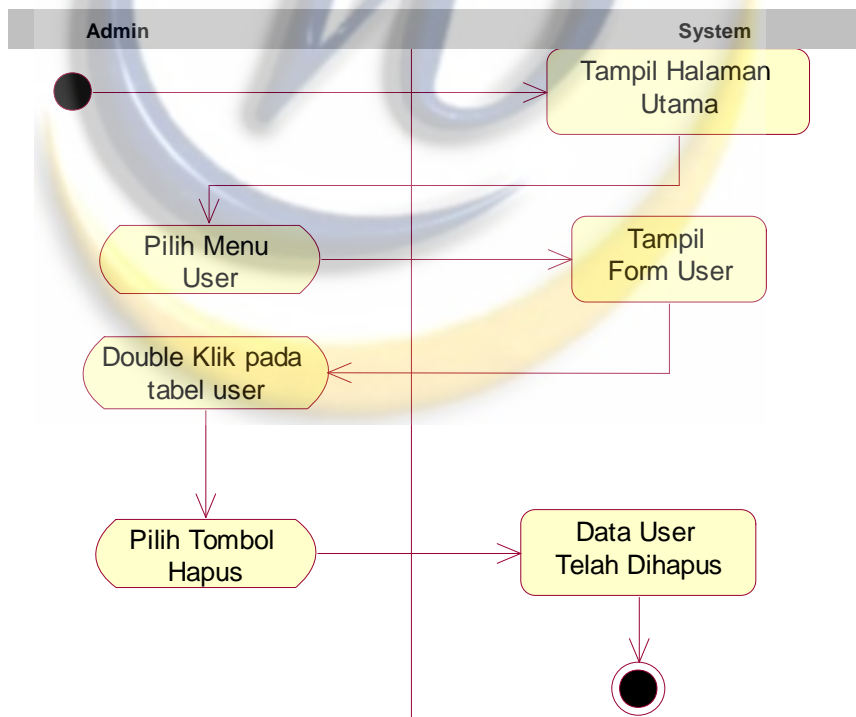 Admin
System
Tampil Halaman
Utama
Pilih Menu
User
Tampil
Form User
Double Klik pada
tabel user
Pilih Tombol
Hapus
Data User
Telah Dihapus